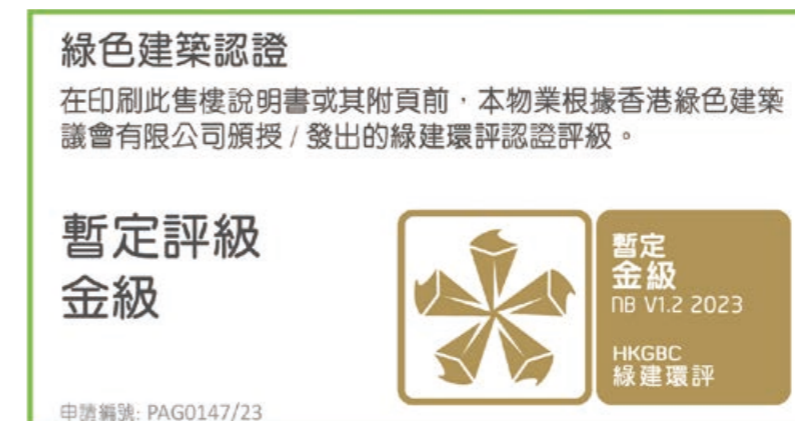 綠色建築認證
在印刷此售樓說明書或其附頁前，本物業根據香港綠色建築
議會有限公司頒授 / 發出的綠建環評認證評級。
暫定評級
金級
暫定
金級
NB V1.2 2023
HKGBC
綠建環評
申請編號: PAG0147/23